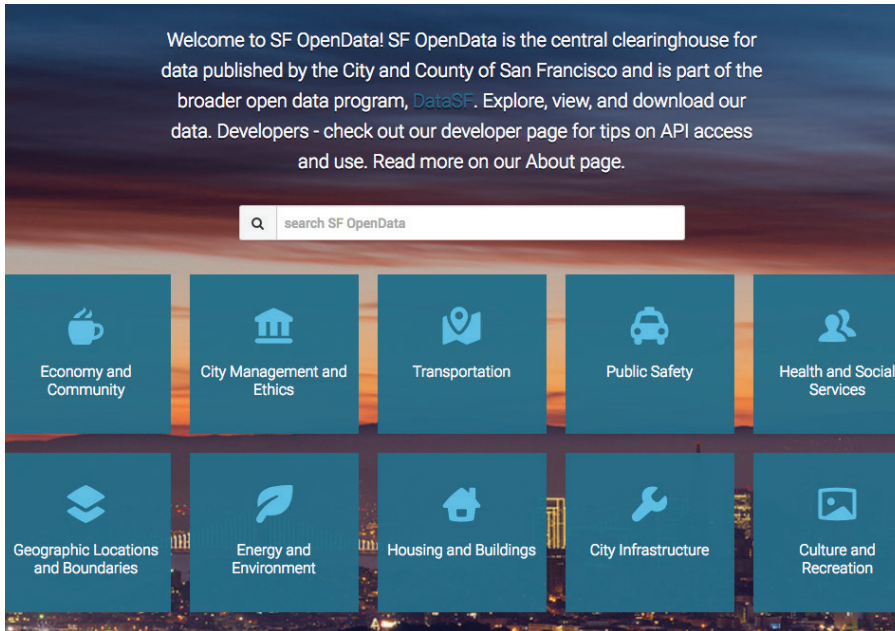 Welcome to SF OpenData! SF OpenData is the central clearinghouse for
data published by the City and County of San Francisco and is part of the
broader open data program, DataSF. Explore, view, and download our
data. Developers - check out our developer page for tips on API access
and use. Read more on our About page.
search SF OpenData
Economy and
Community
City Management and
Ethics
Transportation
Public Safety
Health and Social
Services
Geographic Locations
and Boundaries
Energy and
Environment
Housing and Buildings
City Infrastructure
Culture and
Recreation